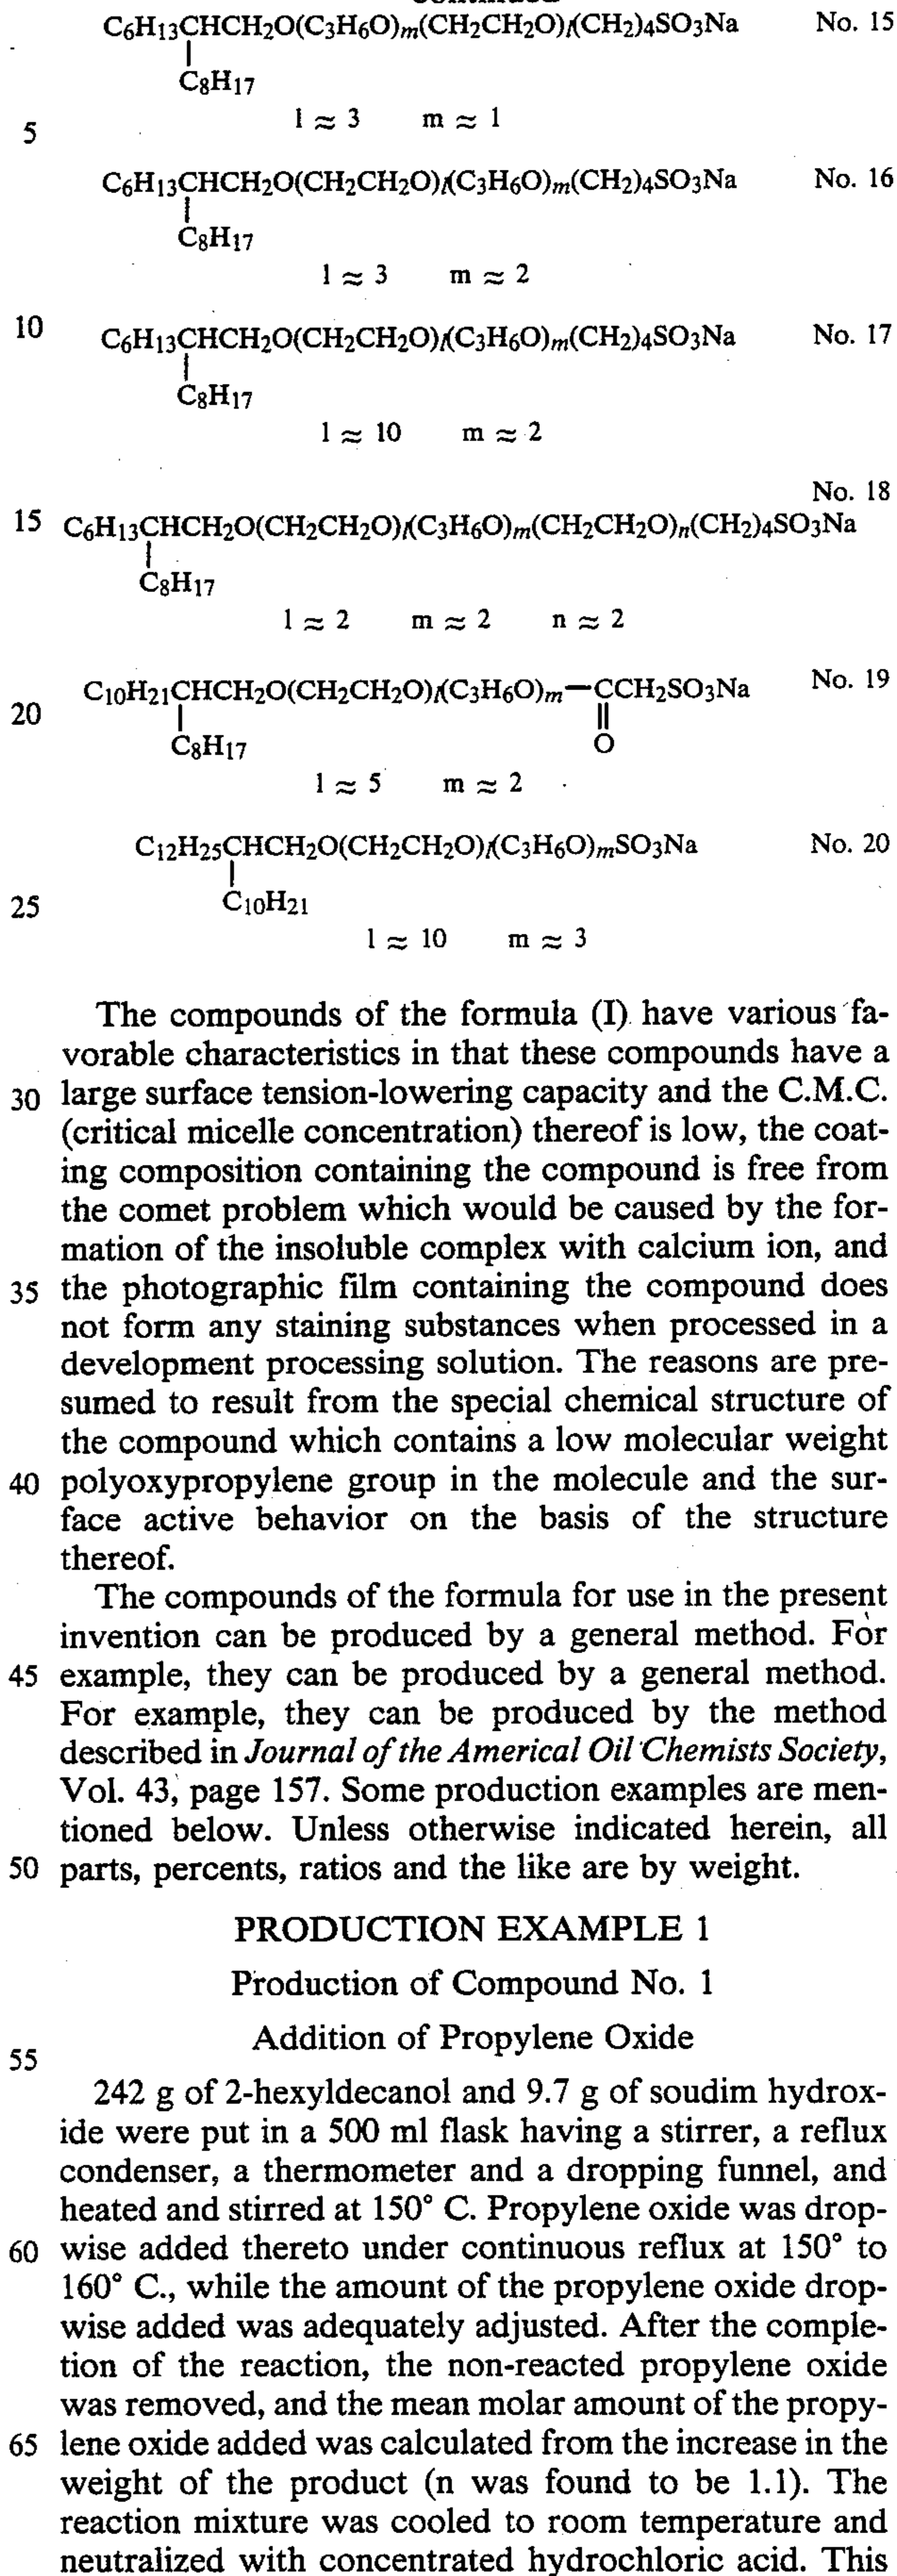 C6H13CHCH2O(C3H6O)m(CH2CH2O)l(CH2)4SO3Na No. 15
C8H17
l ≈ 3 m ≈ 1
5
C6H13CHCH2O(CH2CH2O)l(C3H6O)m(CH2)4SO3Na No. 16
C8H17
l ≈ 3 m ≈ 2
10 C6H13CHCH2O(CH2CH2O)l(C3H6O)m(CH2)4SO3Na No. 17
C8H17
l ≈ 10 m ≈ 2
No. 18
15 C6H13CHCH2O(CH2CH2O)l(C3H6O)m(CH2CH2O)n(CH2)4SO3Na
C8H17
l ≈ 2 m ≈ 2 n ≈ 2
C10H21CHCH2O(CH2CH2O)l(C3H6O)m—CCH2SO3Na No. 19
20
C8H17 O
l ≈ 5 m ≈ 2
C12H25CHCH2O(CH2CH2O)l(C3H6O)mSO3Na No. 20
25 C10H21
l ≈ 10 m ≈ 3
The compounds of the formula (I) have various fa-
vorable characteristics in that these compounds have a
30 large surface tension-lowering capacity and the C.M.C.
(critical micelle concentration) thereof is low, the coat-
ing composition containing the compound is free from
the comet problem which would be caused by the for-
mation of the insoluble complex with calcium ion, and
35 the photographic film containing the compound does
not form any staining substances when processed in a
development processing solution. The reasons are pre-
sumed to result from the special chemical structure of
the compound which contains a low molecular weight
40 polyoxypropylene group in the molecule and the sur-
face active behavior on the basis of the structure
thereof.
The compounds of the formula for use in the present
invention can be produced by a general method. For
45 example, they can be produced by a general method.
For example, they can be produced by the method
described in Journal of the Americal Oil Chemists Society,
Vol. 43, page 157. Some production examples are men-
tioned below. Unless otherwise indicated herein, all
50 parts, percents, ratios and the like are by weight.
PRODUCTION EXAMPLE 1
Production of Compound No. 1
Addition of Propylene Oxide
55
242 g of 2-hexyldecanol and 9.7 g of soudim hydrox-
ide were put in a 500 ml flask having a stirrer, a reflux
condenser, a thermometer and a dropping funnel, and
heated and stirred at 150° C. Propylene oxide was drop-
60 wise added thereto under continuous reflux at 150° to
160° C., while the amount of the propylene oxide drop-
wise added was adequately adjusted. After the comple-
tion of the reaction, the non-reacted propylene oxide
was removed, and the mean molar amount of the propy-
65 lene oxide added was calculated from the increase in the
weight of the product (n was found to be 1.1). The
reaction mixture was cooled to room temperature and
neutralized with concentrated hydrochloric acid. This